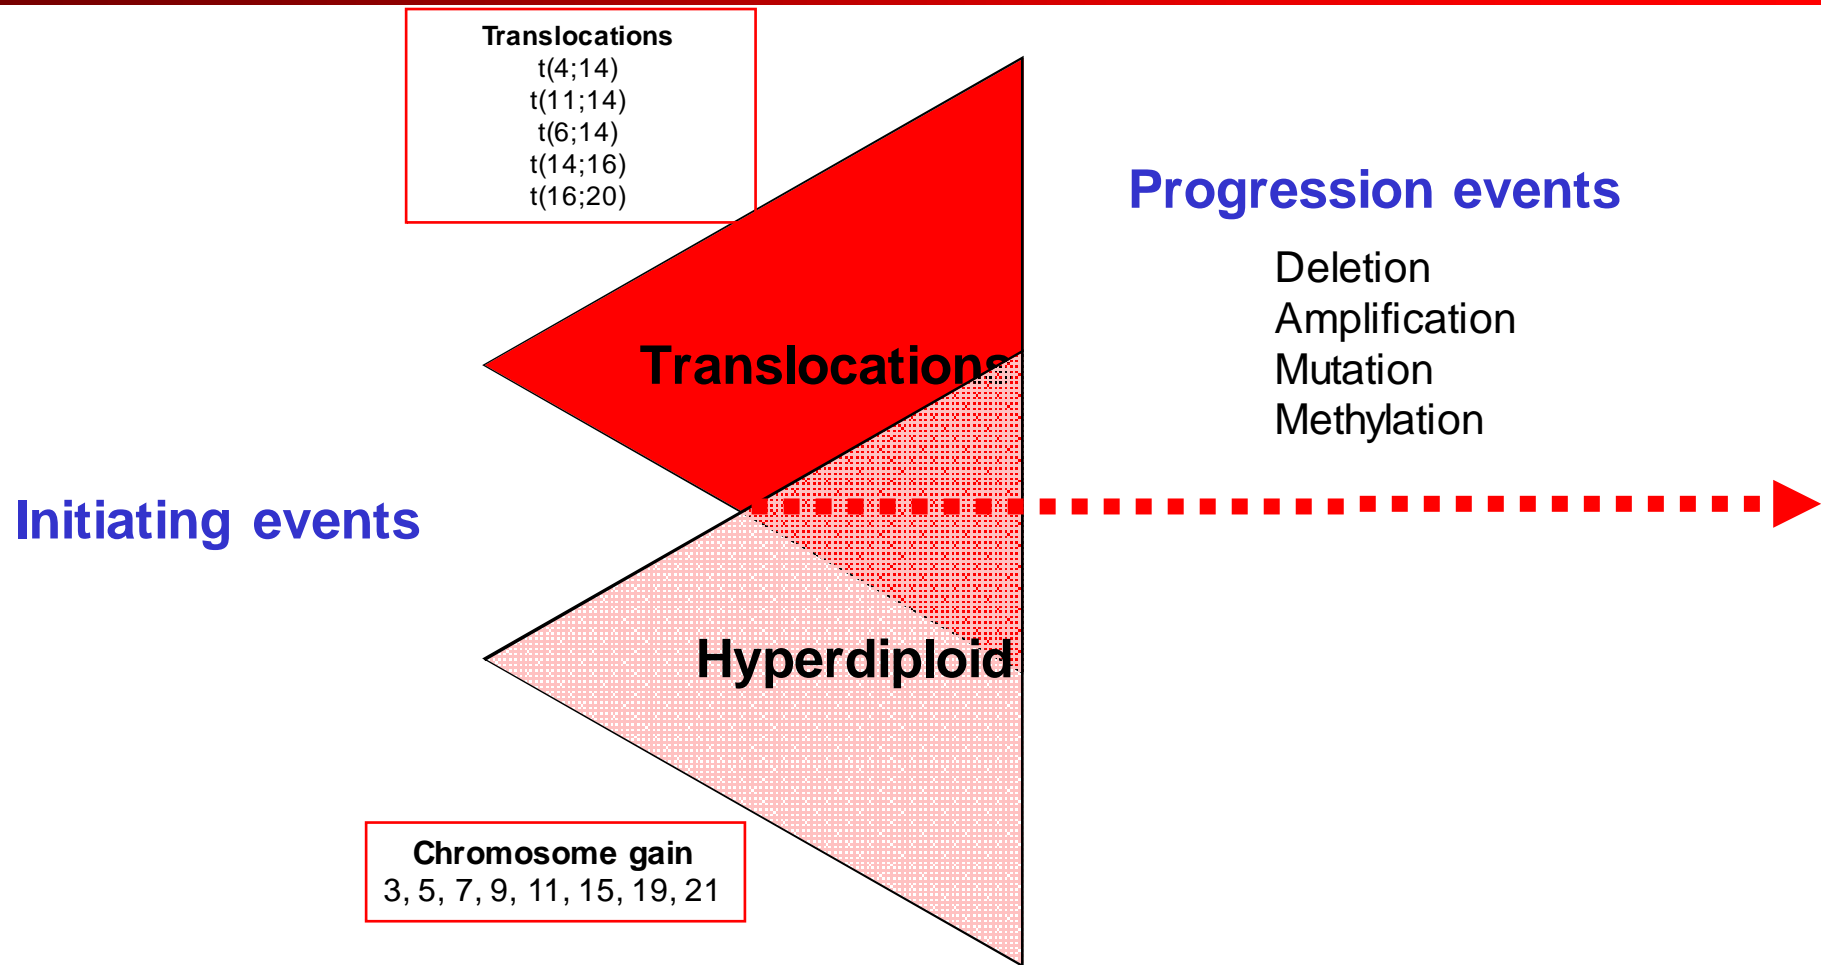 Translocations
t(4;14)
t(11;14)
t(6;14)
t(14;16)
t(16;20)
Progression events
Deletion
Amplification
Mutation
Methylation
Translocations
Initiating events
Hyperdiploid
Chromosome gain
3, 5, 7, 9, 11, 15, 19, 21